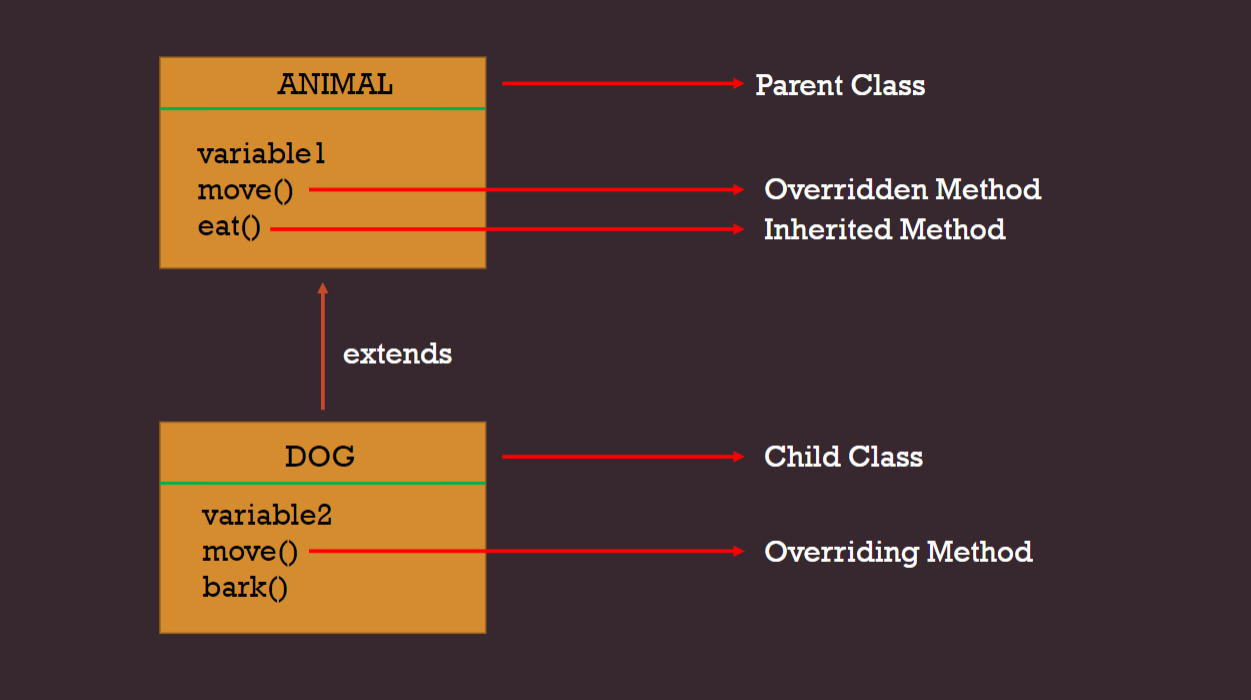 ANIMAL
Parent Class
variable1
move()
Overridden Method
eat()
Inherited Method
extends
DOG
Child Class
variable2
move()
Overriding Method
bark()